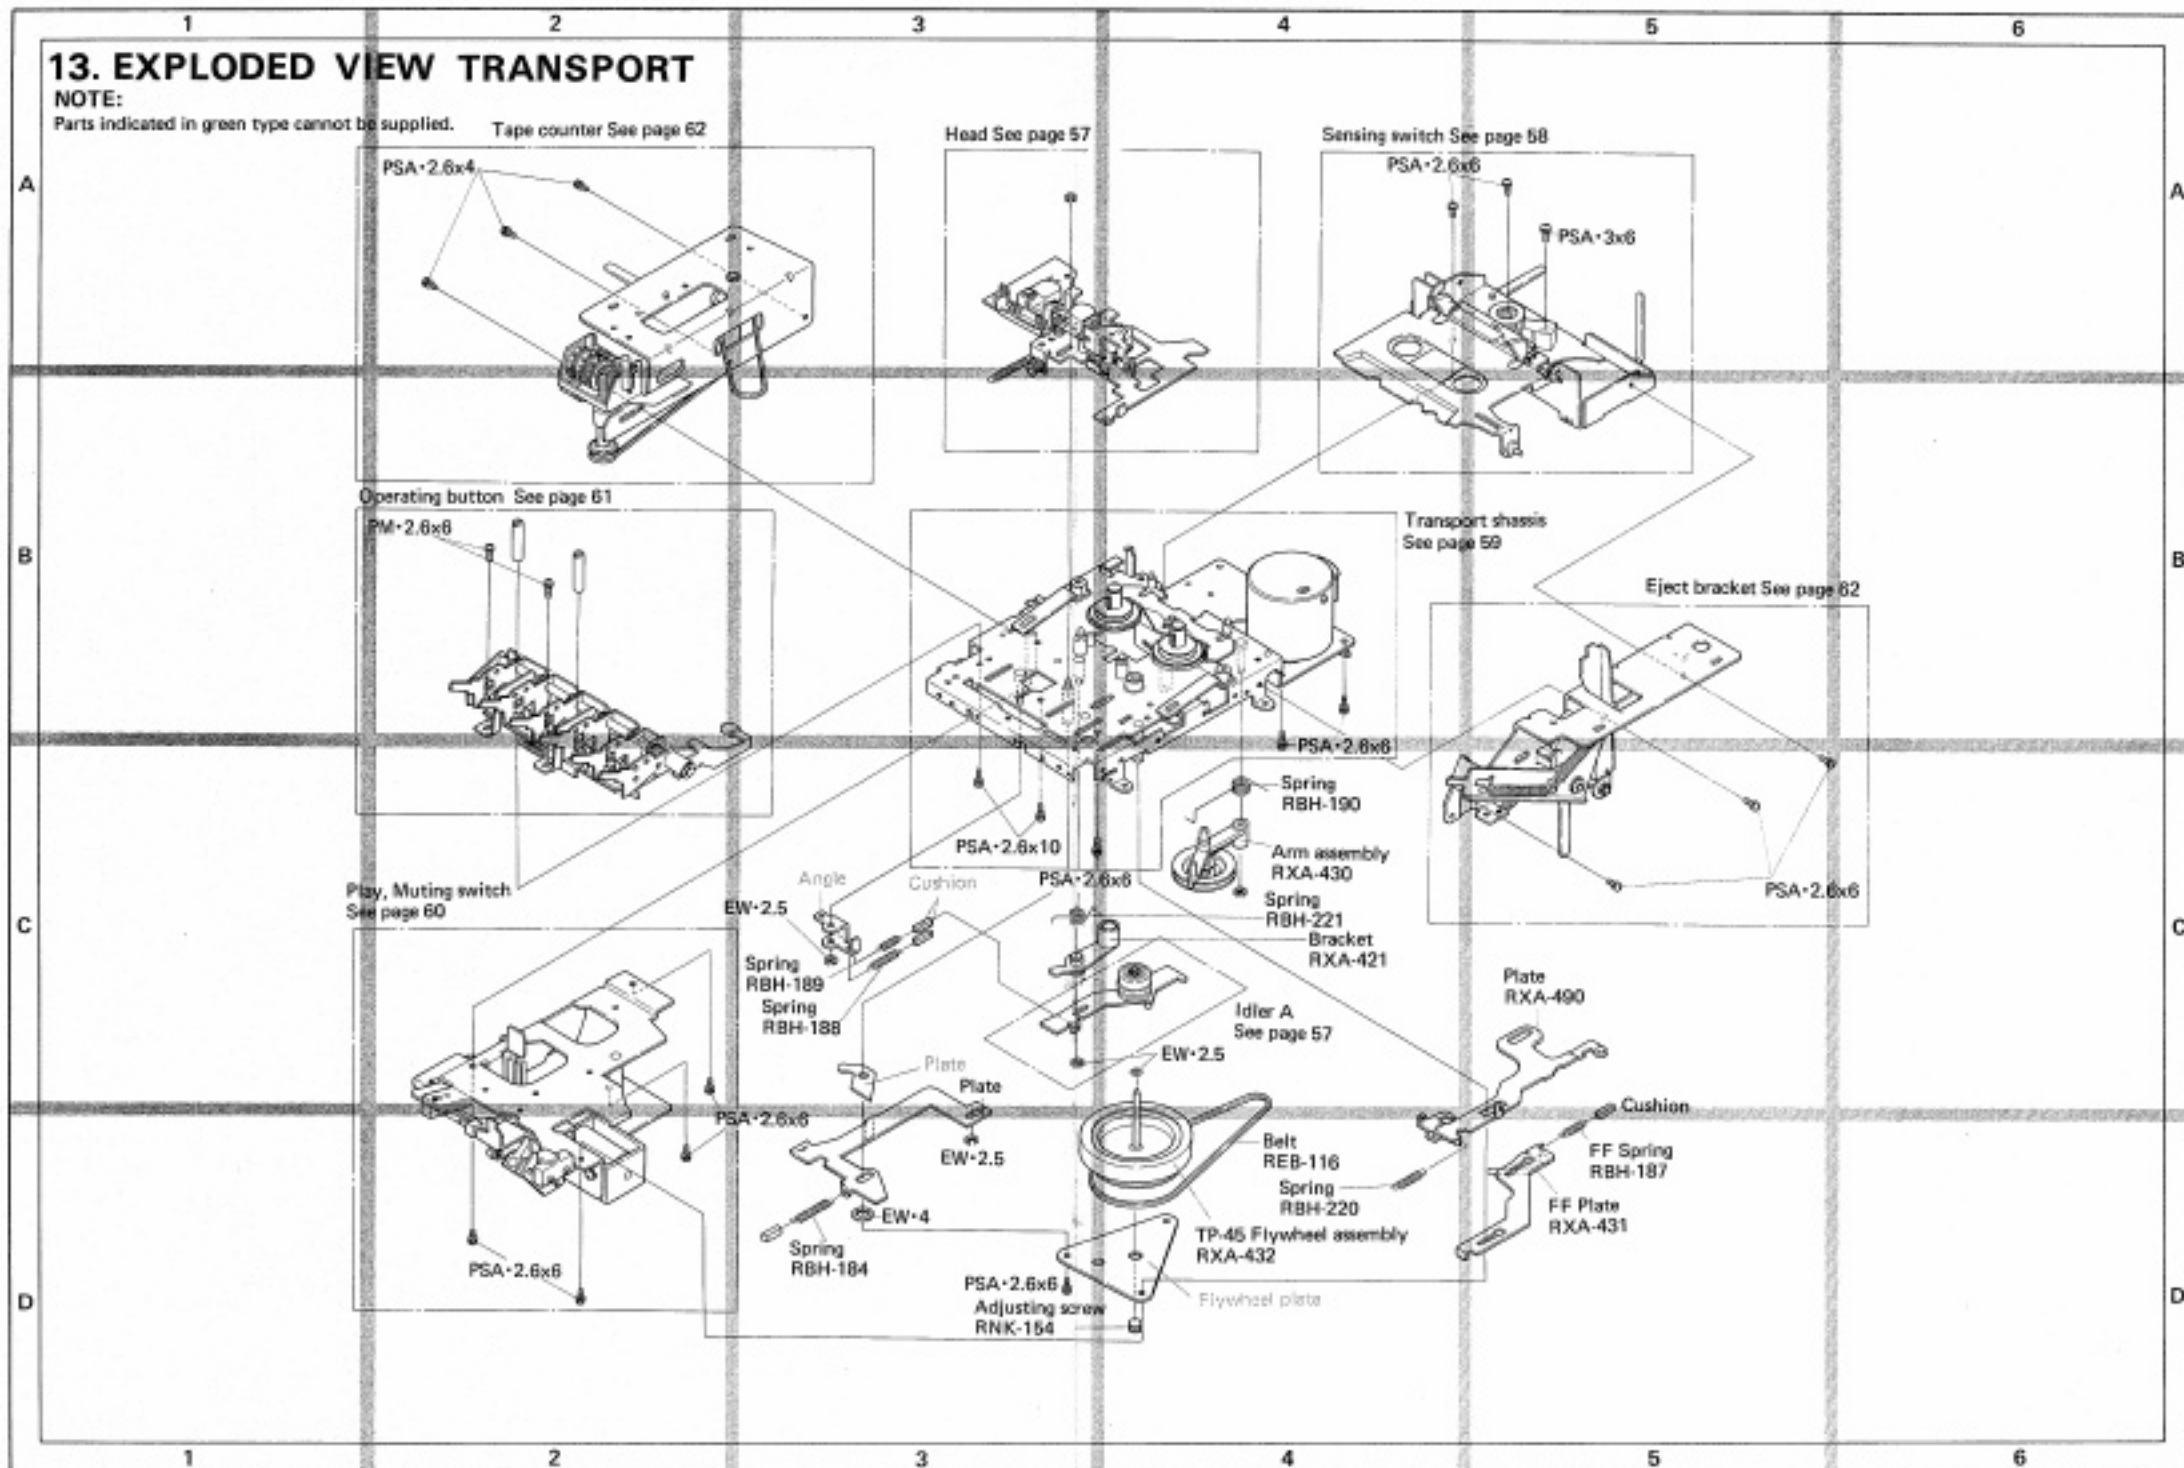 1 2 3 4 5 6
13. EXPLODED VIEW TRANSPORT
NOTE:
Parts indicated in green type cannot be supplied.
Tape counter See page 62
PSA•2.6x4
Head See page 57
Sensing switch See page 58
PSA•2.6x6
PSA•3x6
A
A
Operating button See page 61
PM•2.6x6
Transport shassis
See page 59
Eject bracket See page 62
B
B
PSA•2.6x6
Spring
RBH-190
PSA•2.6x10
Arm assembly
RXA-430
PSA•2.6x6
PSA•2.6x6
Play, Muting switch
See page 60
Angle
Cushion
EW•2.5
Spring
RBH-221
Bracket
RXA-421
C
C
Spring
RBH-189
Spring
RBH-188
Idler A
See page 57
Plate
RXA-490
EW•2.5
Plate
Plate
PSA•2.6x6
EW•2.5
Cushion
Belt
REB-116
FF Spring
RBH-187
Spring
RBH-220
FF Plate
RXA-431
EW•4
Spring
RBH-184
TP-45 Flywheel assembly
RXA-432
PSA•2.6x6
PSA•2.6x6
Flywheel plate
Adjusting screw
RNK-154
D
D
1 2 3 4 5 6